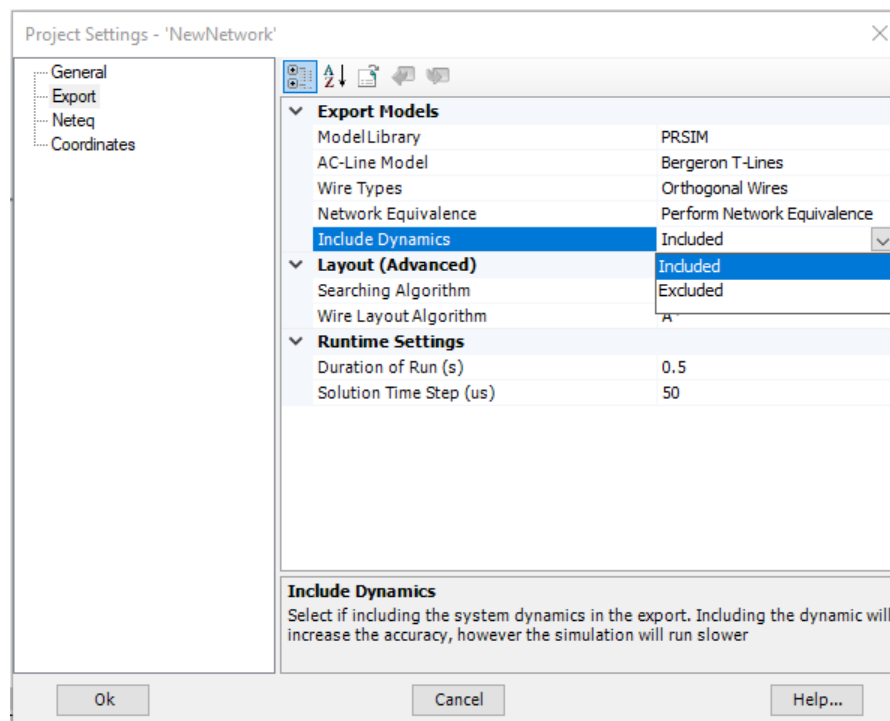 Project Settings - 'NewNetwork'
General
Export
Neteq
Coordinates
Export Models
Model Library PRSIM
AC-Line Model Bergeron T-Lines
Wire Types Orthogonal Wires
Network Equivalence Perform Network Equivalence
Include Dynamics Included
Layout (Advanced) Included
Searching Algorithm Excluded
Wire Layout Algorithm A*
Runtime Settings
Duration of Run (s) 0.5
Solution Time Step (us) 50
Include Dynamics
Select if including the system dynamics in the export. Including the dynamic will
increase the accuracy, however the simulation will run slower
Ok Cancel Help...